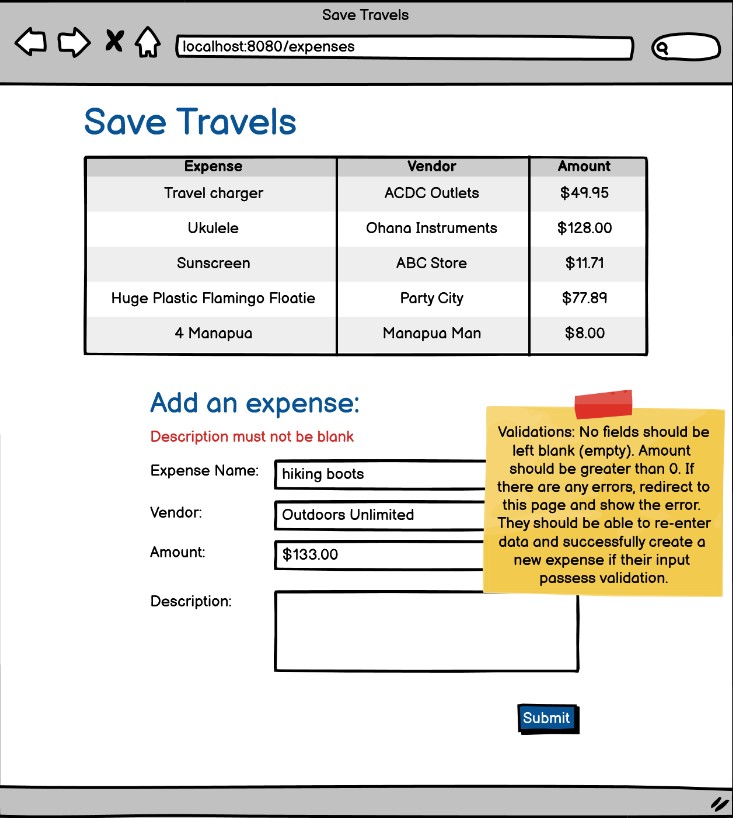 Save Travels
localhost:8080/expenses
Save Travels
Expense Vendor Amount
Travel charger ACDC Outlets $49.95
Ukulele Ohana Instruments $128.00
Sunscreen ABC Store $11.71
Huge Plastic Flamingo Floatie Party City $77.89
4 Manapua Manapua Man $8.00
Add an expense:
Description must not be blank
Expense Name: hiking boots
Vendor: Outdoors Unlimited
Amount: $133.00
Description:
Submit
Validations: No fields should be
left blank (empty). Amount
should be greater than 0. If
there are any errors, redirect to
this page and show the error.
They should be able to re-enter
data and successfully create a
new expense if their input
passess validation.